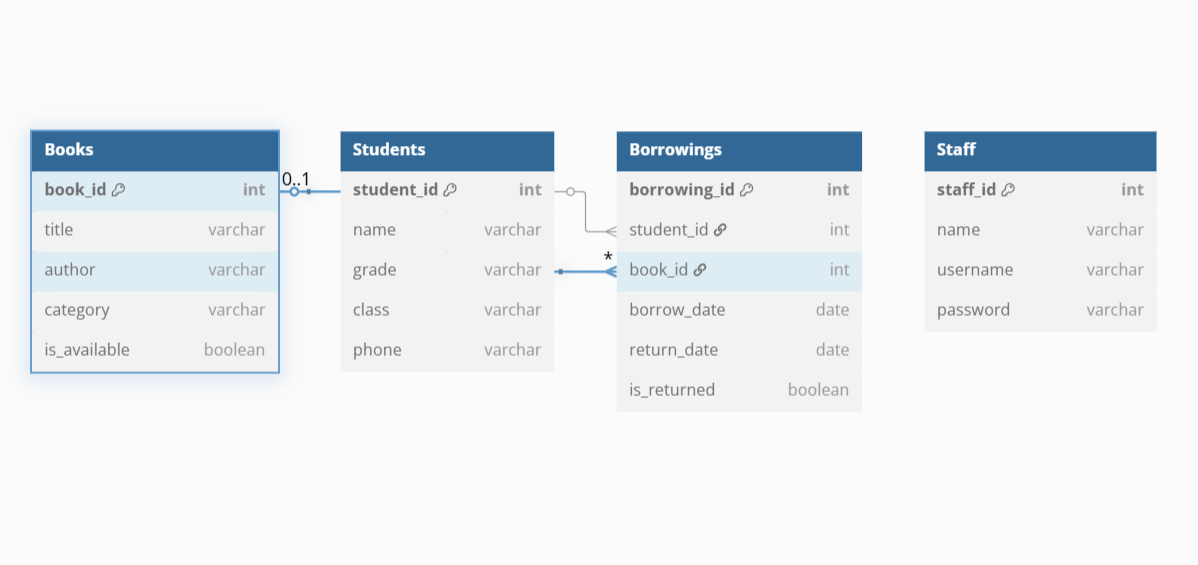 Books
book_id int
title varchar
author varchar
category varchar
is_available boolean
0..1
Students
student_id int
name varchar
grade varchar
class varchar
phone varchar
*
Borrowings
borrowing_id int
student_id int
book_id int
borrow_date date
return_date date
is_returned boolean
Staff
staff_id int
name varchar
username varchar
password varchar